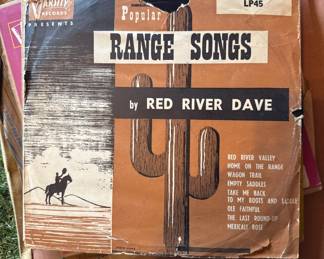 VARSITY
RECORDS
PRESENTS
LP45
Popular
RANGE SONGS
by RED RIVER DAVE
RED RIVER VALLEY
HOME ON THE RANGE
WAGON TRAIL
EMPTY SADDLES
TAKE ME BACK
TO MY BOOTS AND SADDLE
OLE FAITHFUL
THE LAST ROUND-UP
MEXICALI ROSE